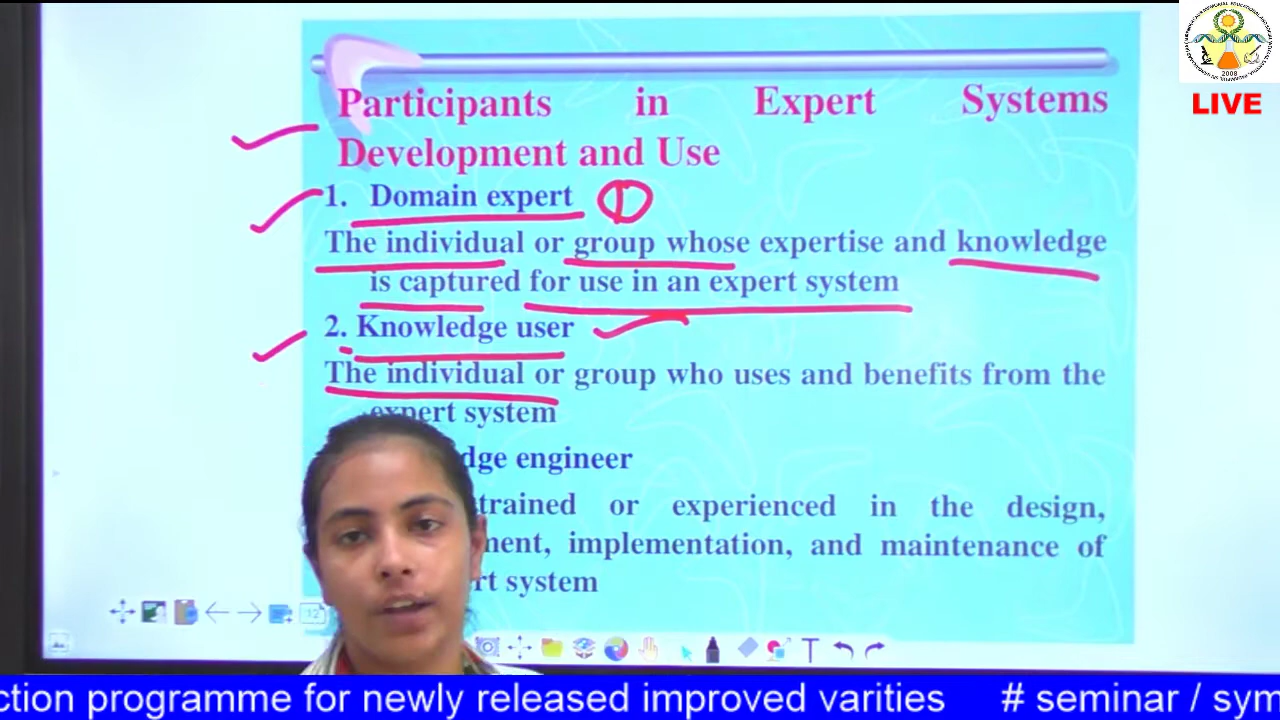 LIVE
Participants in Expert Systems
Development and Use
1. Domain expert
The individual or group whose expertise and knowledge
is captured for use in an expert system
2. Knowledge user
The individual or group who uses and benefits from the
expert system
dge engineer
trained or experienced in the design,
ment, implementation, and maintenance of
rt system
12
T
ction programme for newly released improved varities # seminar / sym
2008